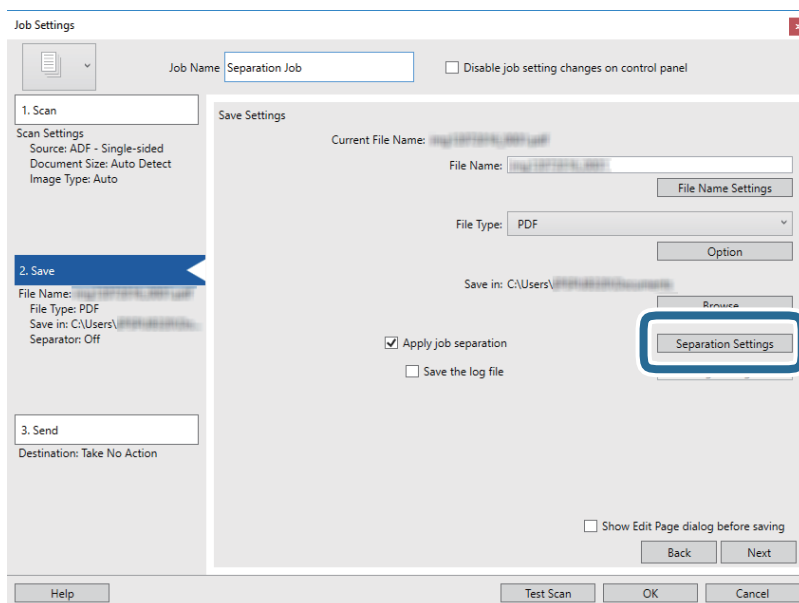 Job Settings
Job Name Separation Job
Disable job setting changes on control panel
1. Scan
Scan Settings
Source: ADF - Single-sided
Document Size: Auto Detect
Image Type: Auto
2. Save
File Name:
File Type: PDF
Save in: C:\Users\
Separator: Off
3. Send
Destination: Take No Action
Save Settings
Current File Name:
File Name:
File Name Settings
File Type: PDF
Option
Save in: C:\Users\
Browse
Apply job separation
Separation Settings
Save the log file
Show Edit Page dialog before saving
Back Next
Help Test Scan OK Cancel